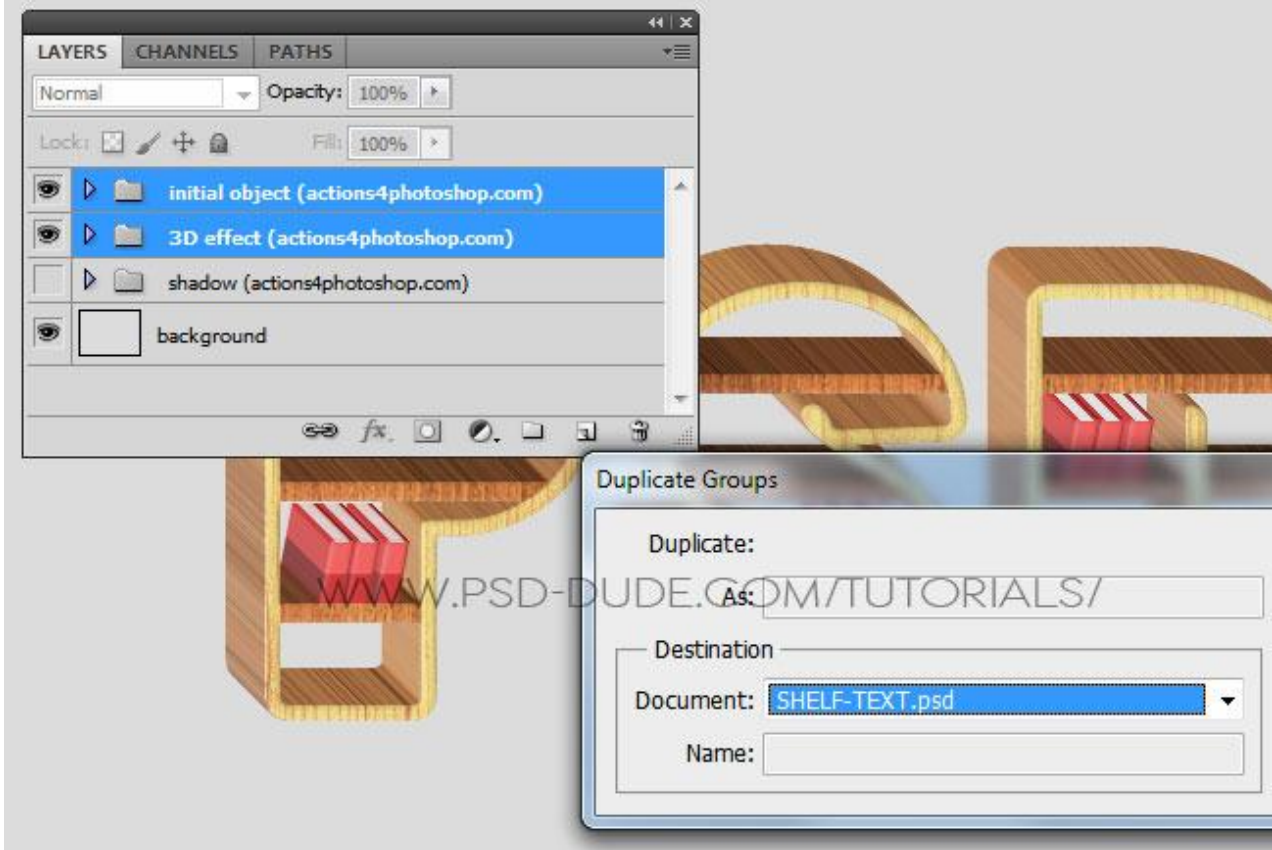 LAYERS CHANNELS PATHS
Normal Opacity: 100%
Lock: Fill: 100%
initial object (actions4photoshop.com)
3D effect (actions4photoshop.com)
shadow (actions4photoshop.com)
background
fx.
Duplicate Groups
Duplicate:
As:
WWW.PSD-DUDE.COM/TUTORIALS/
Destination
Document: SHELF-TEXT.psd
Name: